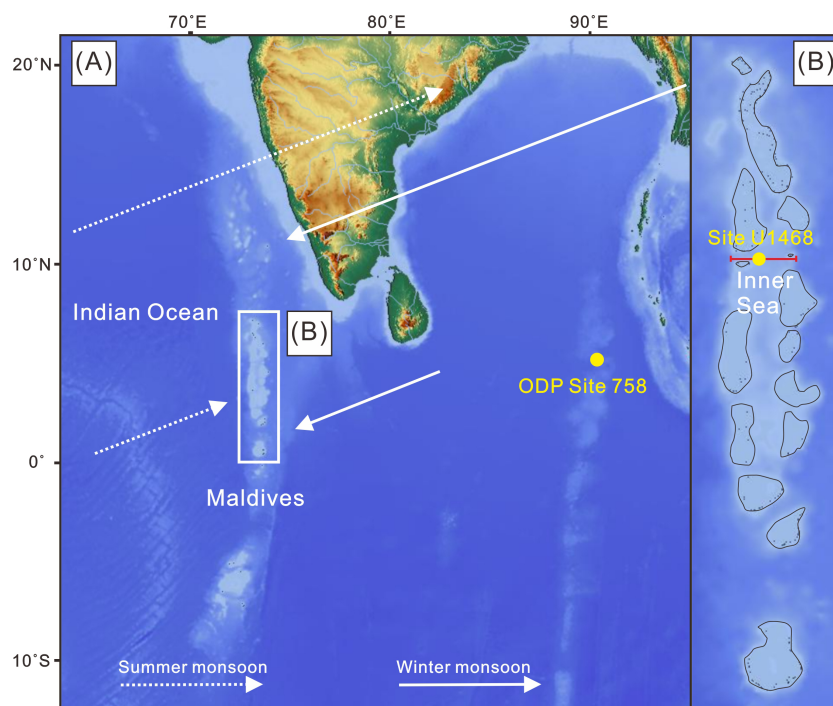 70˚E
80˚E
90˚E
20˚N
(A)
(B)
Site U1468
10˚N
Inner
Sea
Indian Ocean
(B)
ODP Site 758
0˚
Maldives
10˚S
Summer monsoon
Winter monsoon